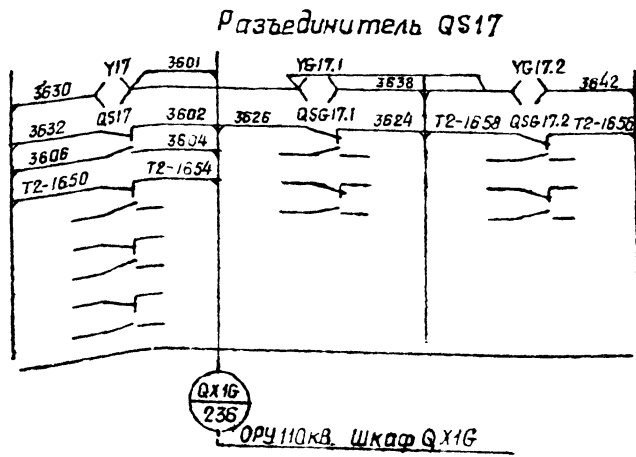 Разъединитель QS17
Y17 3601 YG17.1 YG17.2
3630 3638 3642
QS17 3602 3626 QSG17.1 3624 T2-1658 QSG17.2 T2-1656
3632
3606 3604
T2-1650 T2-1654
QX1G
236
ОРУ 110кВ. Шкаф QX1G